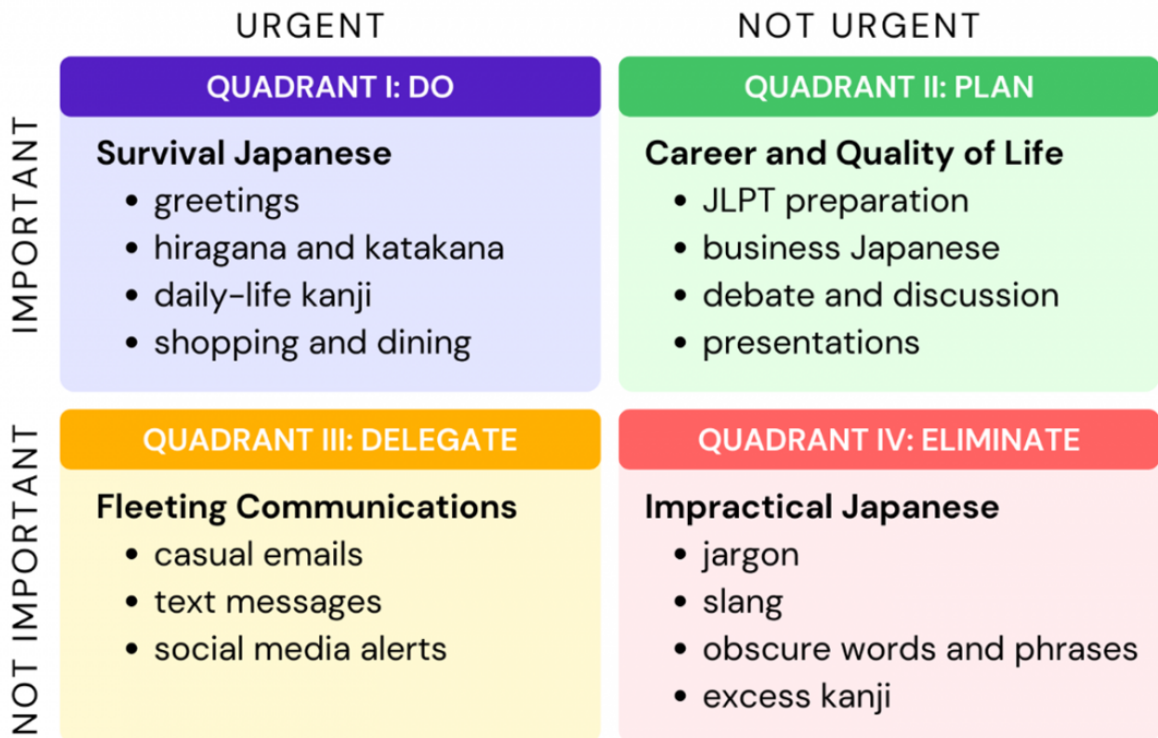 URGENT
NOT URGENT
IMPORTANT
QUADRANT I: DO
Survival Japanese
• greetings
• hiragana and katakana
• daily-life kanji
• shopping and dining
QUADRANT II: PLAN
Career and Quality of Life
• JLPT preparation
• business Japanese
• debate and discussion
• presentations
NOT IMPORTANT
QUADRANT III: DELEGATE
Fleeting Communications
• casual emails
• text messages
• social media alerts
QUADRANT IV: ELIMINATE
Impractical Japanese
• jargon
• slang
• obscure words and phrases
• excess kanji